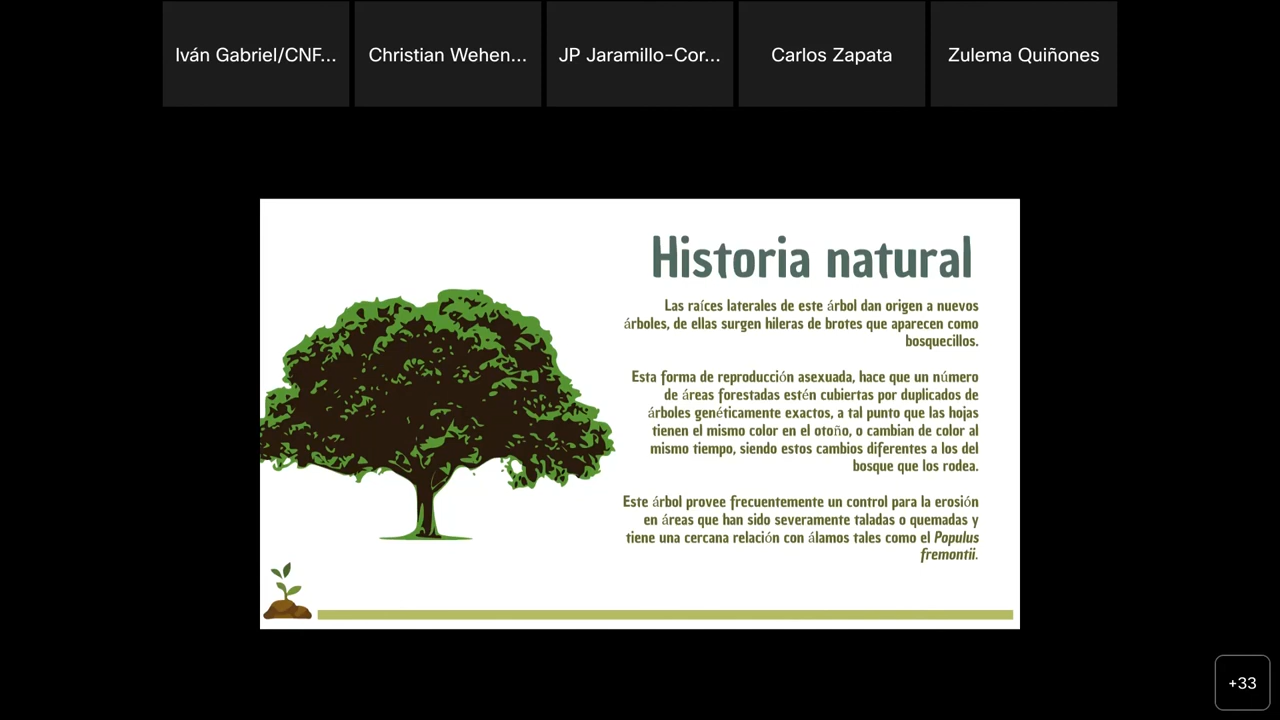 Iván Gabriel/CNF...
Christian Wehen...
JP Jaramillo-Cor...
Carlos Zapata
Zulema Quiñones
Historia natural
Las raíces laterales de este árbol dan origen a nuevos
árboles, de ellas surgen hileras de brotes que aparecen como
bosquecillos.
Esta forma de reproducción asexuada, hace que un número
de áreas forestadas estén cubiertas por duplicados de
árboles genéticamente exactos, a tal punto que las hojas
tienen el mismo color en el otoño, o cambian de color al
mismo tiempo, siendo estos cambios diferentes a los del
bosque que los rodea.
Este árbol provee frecuentemente un control para la erosión
en áreas que han sido severamente taladas o quemadas y
tiene una cercana relación con álamos tales como el Populus
fremontii.
+33